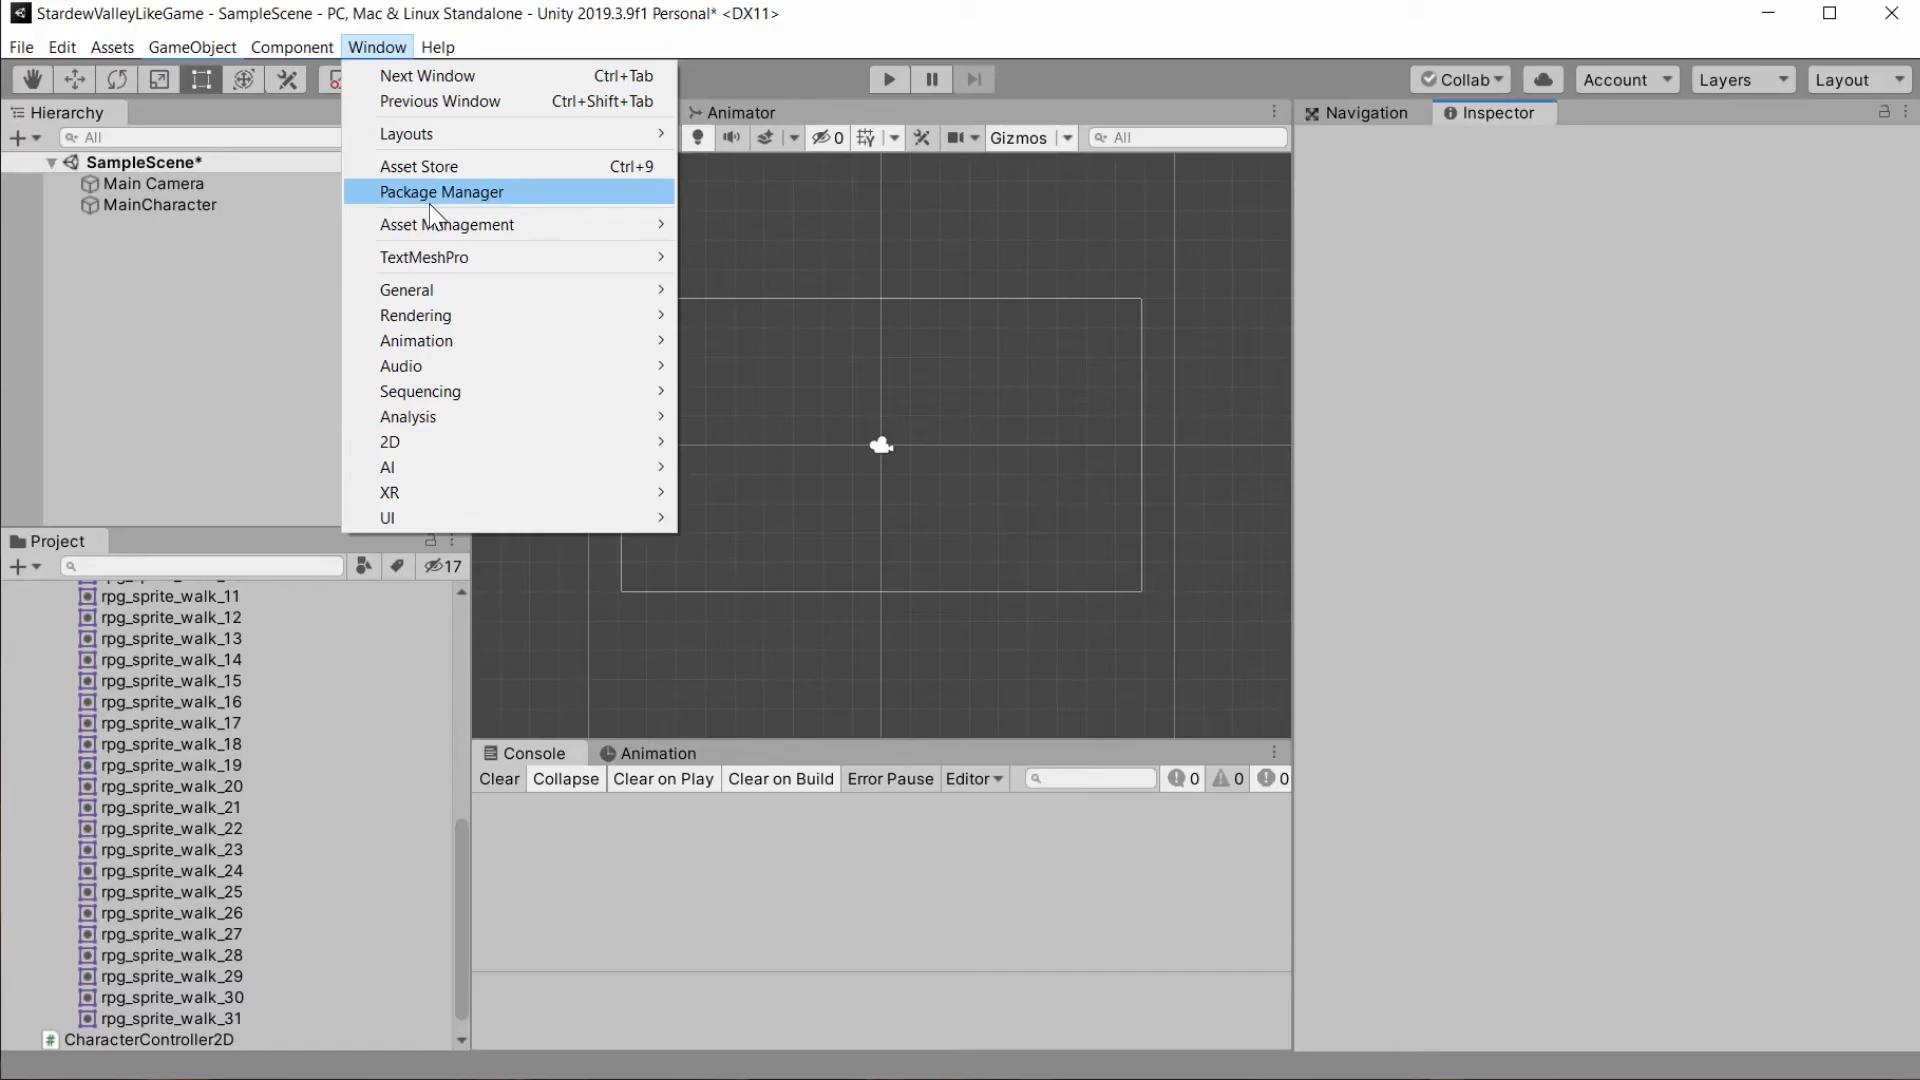 StardewValleyLikeGame - SampleScene - PC, Mac & Linux Standalone - Unity 2019.3.9f1 Personal* <DX11>
File Edit Assets GameObject Component Window Help
Collab Account Layers Layout
Next Window Ctrl+Tab
Previous Window Ctrl+Shift+Tab
Layouts
Asset Store Ctrl+9
Package Manager
Asset Management
TextMeshPro
General
Rendering
Animation
Audio
Sequencing
Analysis
2D
AI
XR
UI
Hierarchy
All
SampleScene*
Main Camera
MainCharacter
Animator
0 Gizmos All
Navigation Inspector
Project
17
rpg_sprite_walk_11
rpg_sprite_walk_12
rpg_sprite_walk_13
rpg_sprite_walk_14
rpg_sprite_walk_15
rpg_sprite_walk_16
rpg_sprite_walk_17
rpg_sprite_walk_18
rpg_sprite_walk_19
rpg_sprite_walk_20
rpg_sprite_walk_21
rpg_sprite_walk_22
rpg_sprite_walk_23
rpg_sprite_walk_24
rpg_sprite_walk_25
rpg_sprite_walk_26
rpg_sprite_walk_27
rpg_sprite_walk_28
rpg_sprite_walk_29
rpg_sprite_walk_30
rpg_sprite_walk_31
CharacterController2D
Console Animation
Clear Collapse Clear on Play Clear on Build Error Pause Editor 0 0 0